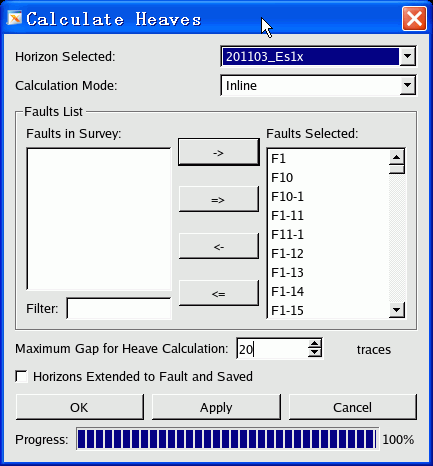 Calculate Heaves
Horizon Selected: 201103_Es1x
Calculation Mode: Inline
Faults List
Faults in Survey: Faults Selected:
->
=>
<-
<=
F1
F10
F10-1
F1-11
F11-1
F1-12
F1-13
F1-14
F1-15
Filter:
Maximum Gap for Heave Calculation: 20 traces
Horizons Extended to Fault and Saved
OK Apply Cancel
Progress: 100%